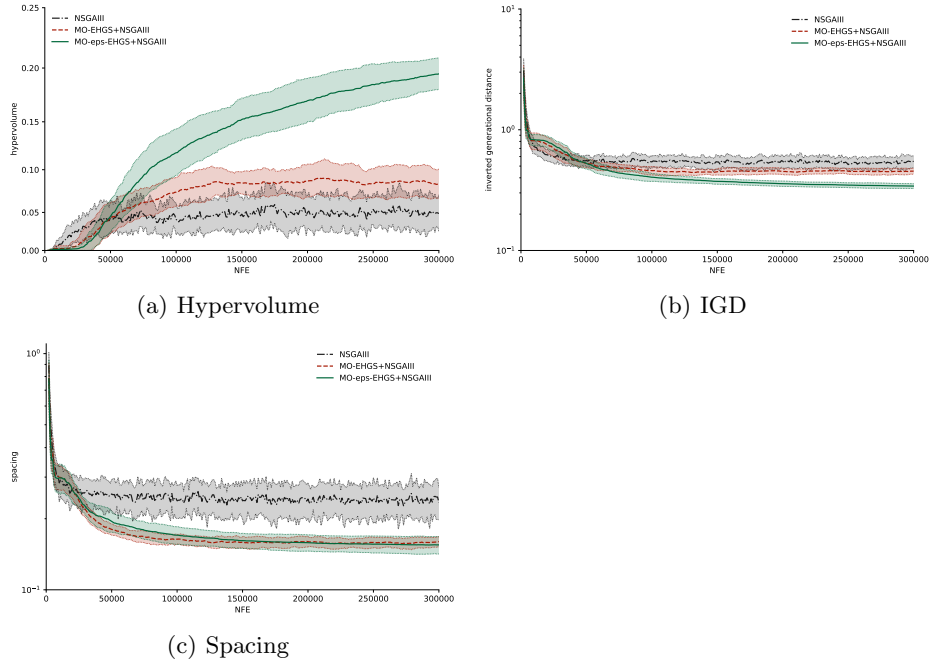 0.25
0.20
0.15
0.10
0.05
0.00
hypervolume
NSGAIII
MO-EHGS+NSGAIII
MO-eps-EHGS+NSGAIII
0 50000 100000 150000 200000 250000 300000
NFE
(a) Hypervolume
10¹
10⁰
10⁻¹
inverted generational distance
NSGAIII
MO-EHGS+NSGAIII
MO-eps-EHGS+NSGAIII
0 50000 100000 150000 200000 250000 300000
NFE
(b) IGD
10⁰
10⁻¹
spacing
NSGAIII
MO-EHGS+NSGAIII
MO-eps-EHGS+NSGAIII
0 50000 100000 150000 200000 250000 300000
NFE
(c) Spacing